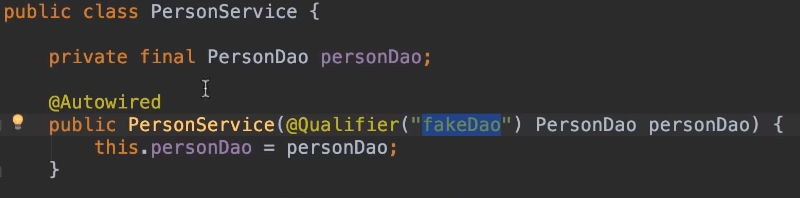 public class PersonService {
private final PersonDao personDao;
@Autowired
public PersonService(@Qualifier("fakeDao") PersonDao personDao) {
this.personDao = personDao;
}